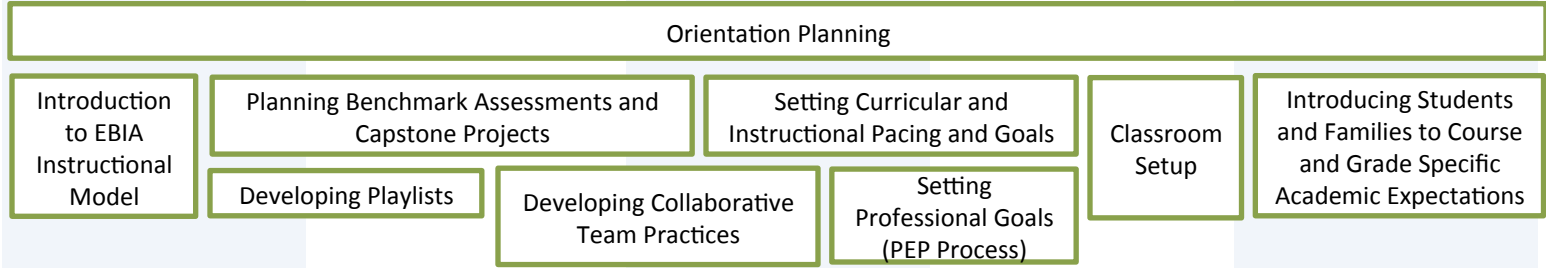 Orientation Planning
Introduction
to EBIA
Instructional
Model
Planning Benchmark Assessments and
Capstone Projects
Developing Playlists
Developing Collaborative
Team Practices
Setting Curricular and
Instructional Pacing and Goals
Setting
Professional Goals
(PEP Process)
Classroom
Setup
Introducing Students
and Families to Course
and Grade Specific
Academic Expectations